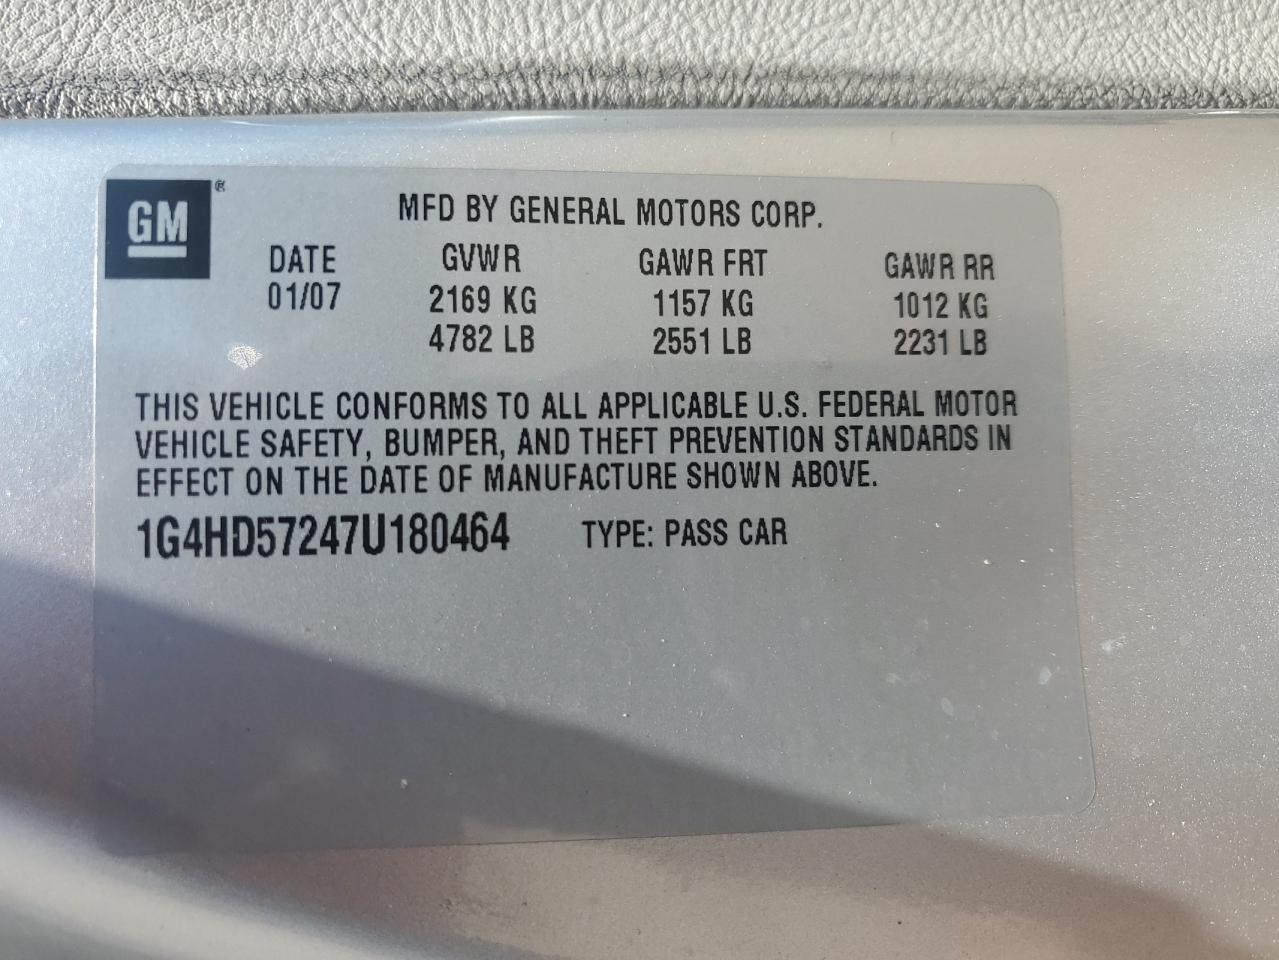 GM ®
MFD BY GENERAL MOTORS CORP.
DATE GVWR GAWR FRT GAWR RR
01/07 2169 KG 1157 KG 1012 KG
4782 LB 2551 LB 2231 LB
THIS VEHICLE CONFORMS TO ALL APPLICABLE U.S. FEDERAL MOTOR
VEHICLE SAFETY, BUMPER, AND THEFT PREVENTION STANDARDS IN
EFFECT ON THE DATE OF MANUFACTURE SHOWN ABOVE.
1G4HD57247U180464 TYPE: PASS CAR